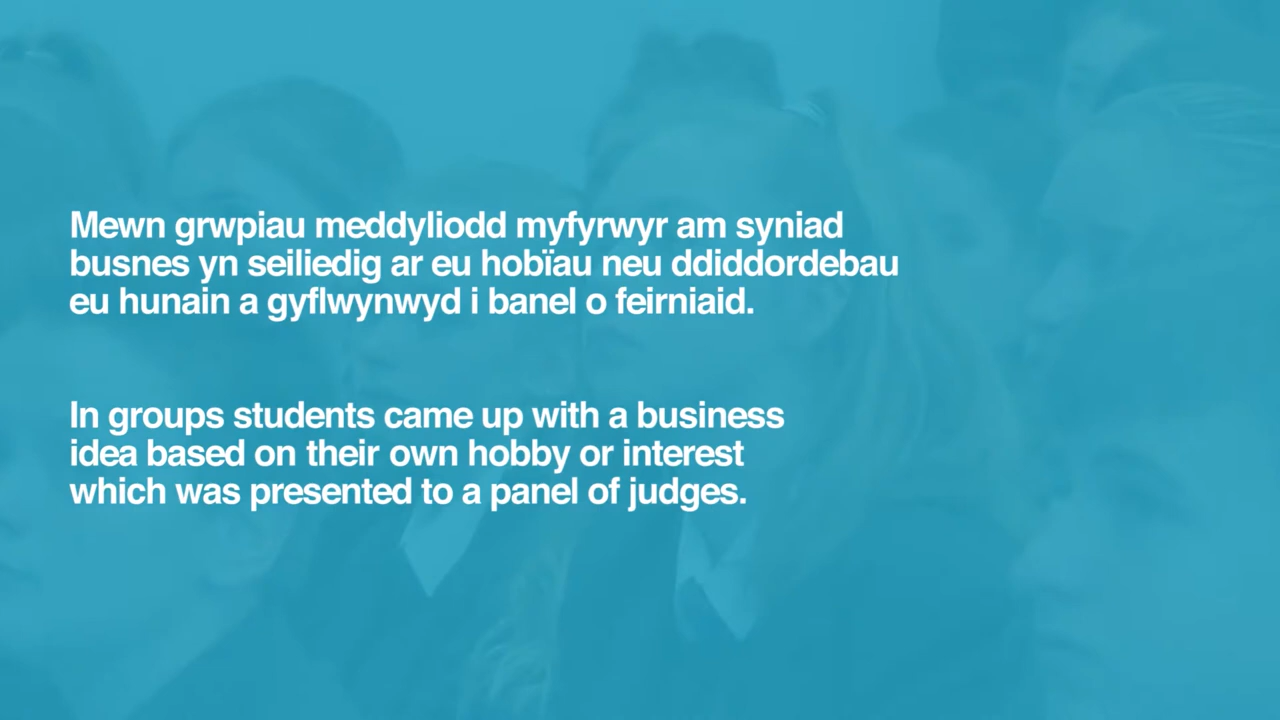 Mewn grwpiau meddyliodd myfyrwyr am syniad
busnes yn seiliedig ar eu hobïau neu ddiddordebau
eu hunain a gyflwynwyd i banel o feirniaid.
In groups students came up with a business
idea based on their own hobby or interest
which was presented to a panel of judges.